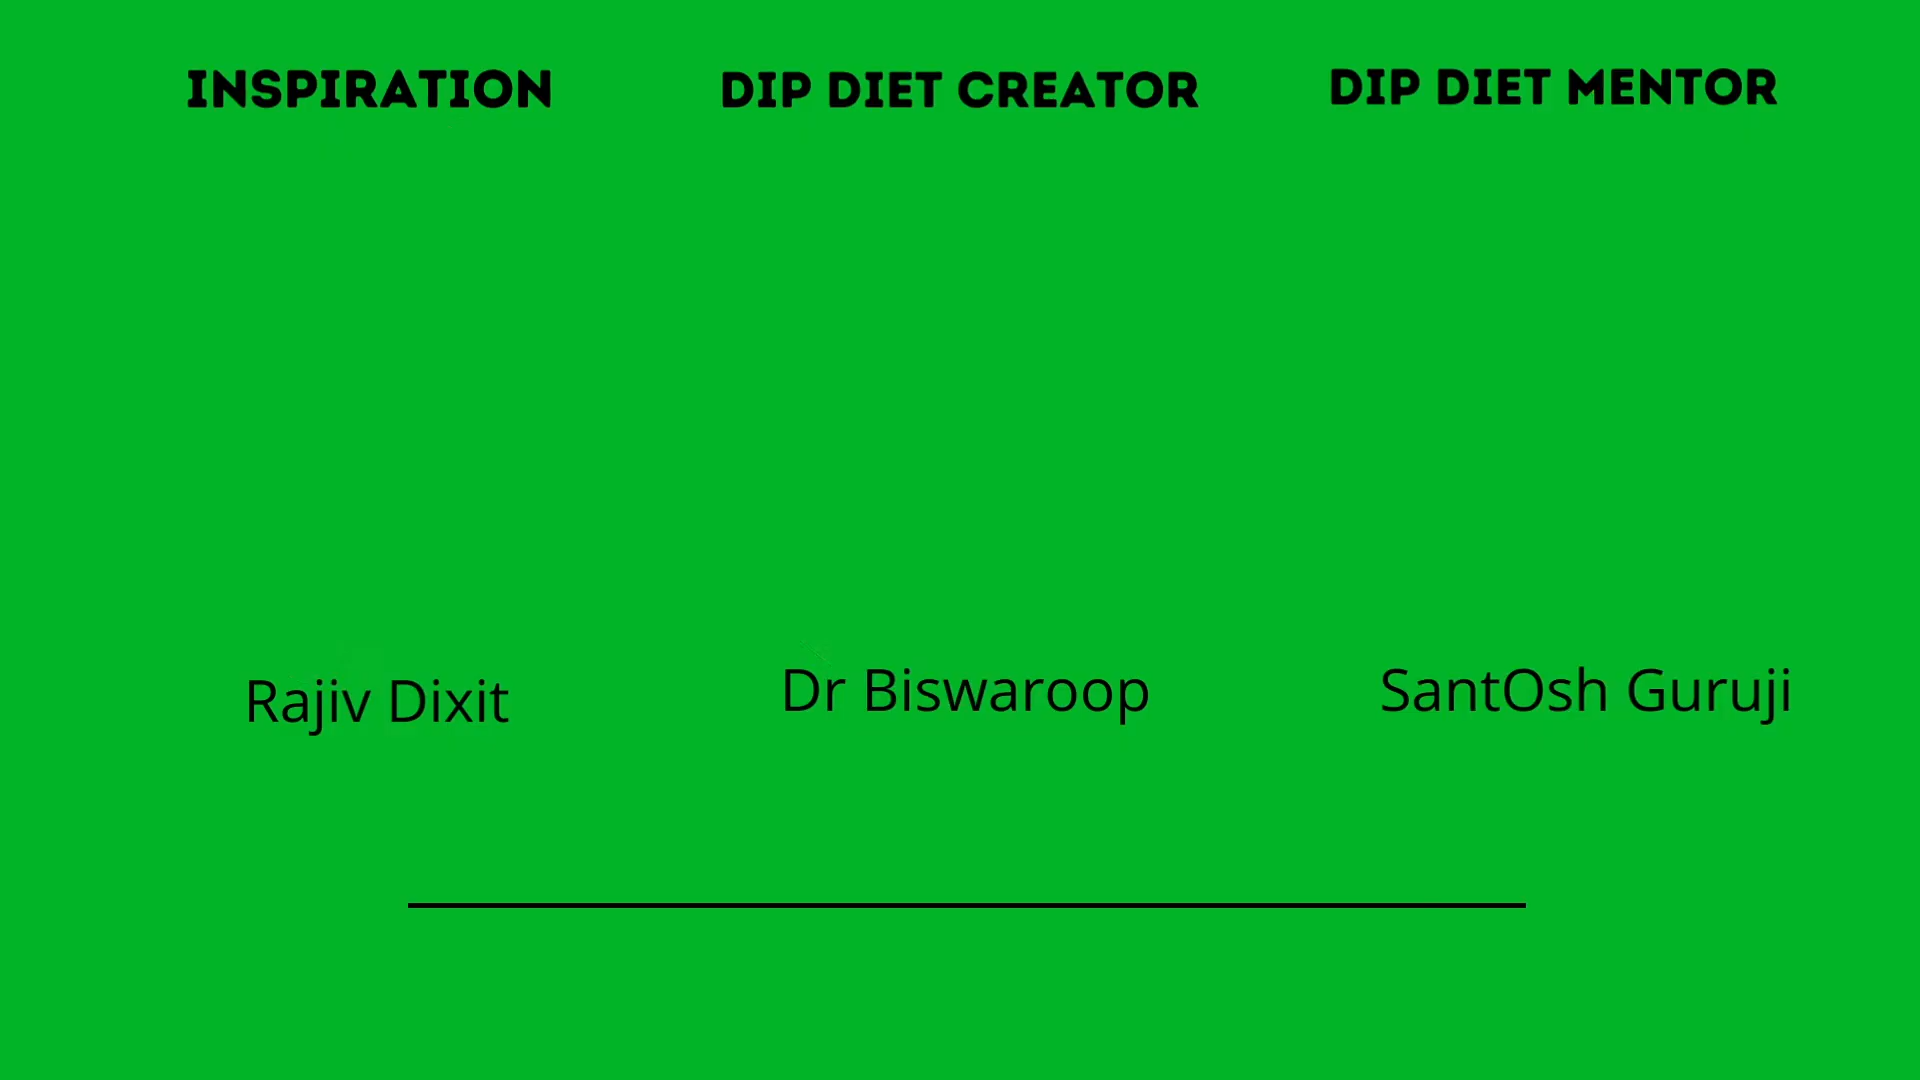 INSPIRATION
DIP DIET CREATOR
DIP DIET MENTOR
Rajiv Dixit
Dr Biswaroop
SantOsh Guruji